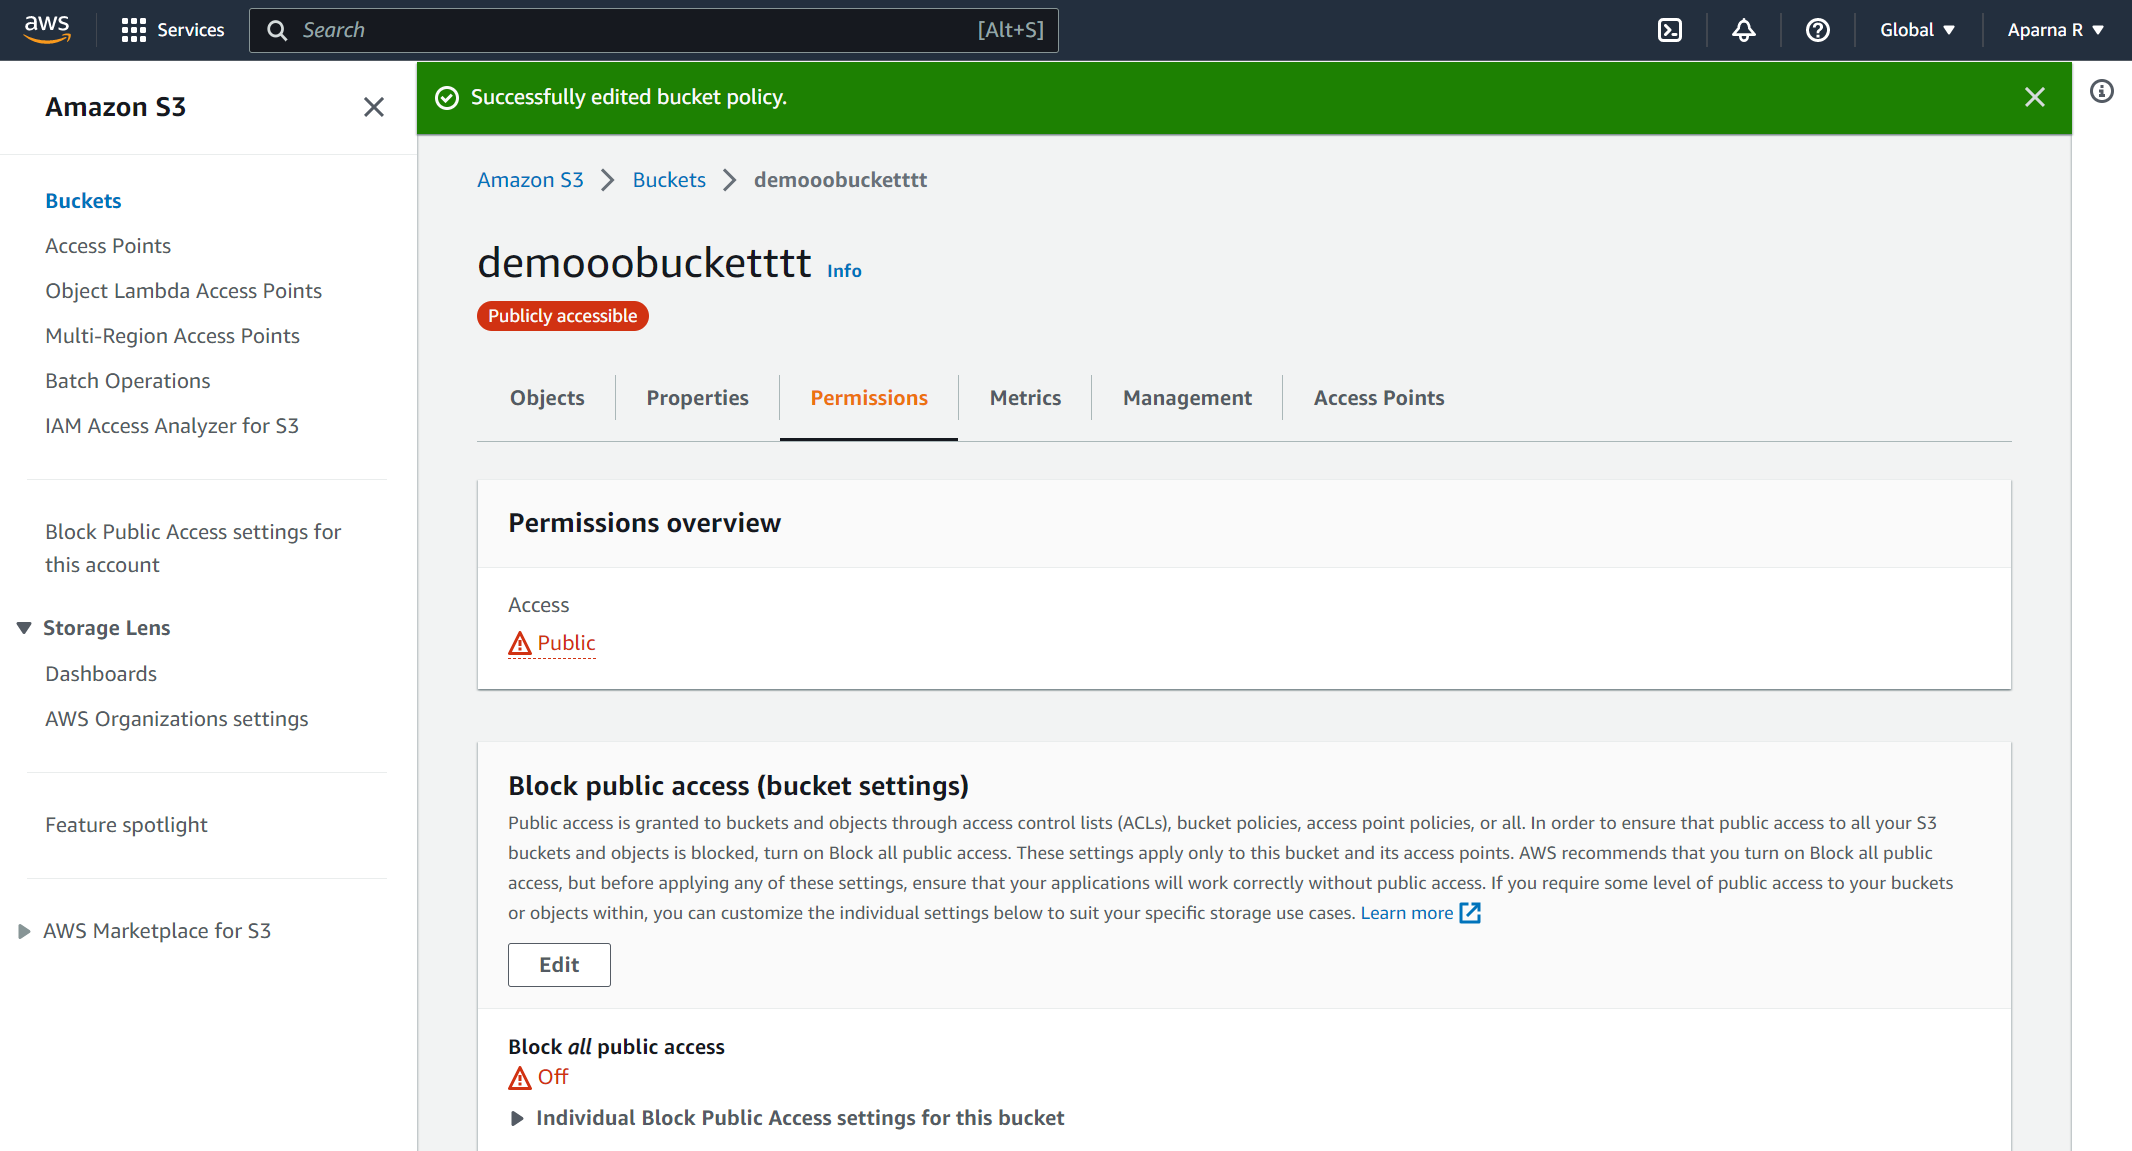 aws
Services
Search
[Alt+S]
Global
Aparna R
Amazon S3
Successfully edited bucket policy.
Buckets
Access Points
Object Lambda Access Points
Multi-Region Access Points
Batch Operations
IAM Access Analyzer for S3
Block Public Access settings for
this account
Storage Lens
Dashboards
AWS Organizations settings
Feature spotlight
AWS Marketplace for S3
Amazon S3 Buckets demooobucketttt
demooobucketttt Info
Publicly accessible
Objects Properties Permissions Metrics Management Access Points
Permissions overview
Access
Public
Block public access (bucket settings)
Public access is granted to buckets and objects through access control lists (ACLs), bucket policies, access point policies, or all. In order to ensure that public access to all your S3
buckets and objects is blocked, turn on Block all public access. These settings apply only to this bucket and its access points. AWS recommends that you turn on Block all public
access, but before applying any of these settings, ensure that your applications will work correctly without public access. If you require some level of public access to your buckets
or objects within, you can customize the individual settings below to suit your specific storage use cases. Learn more
Edit
Block all public access
Off
Individual Block Public Access settings for this bucket